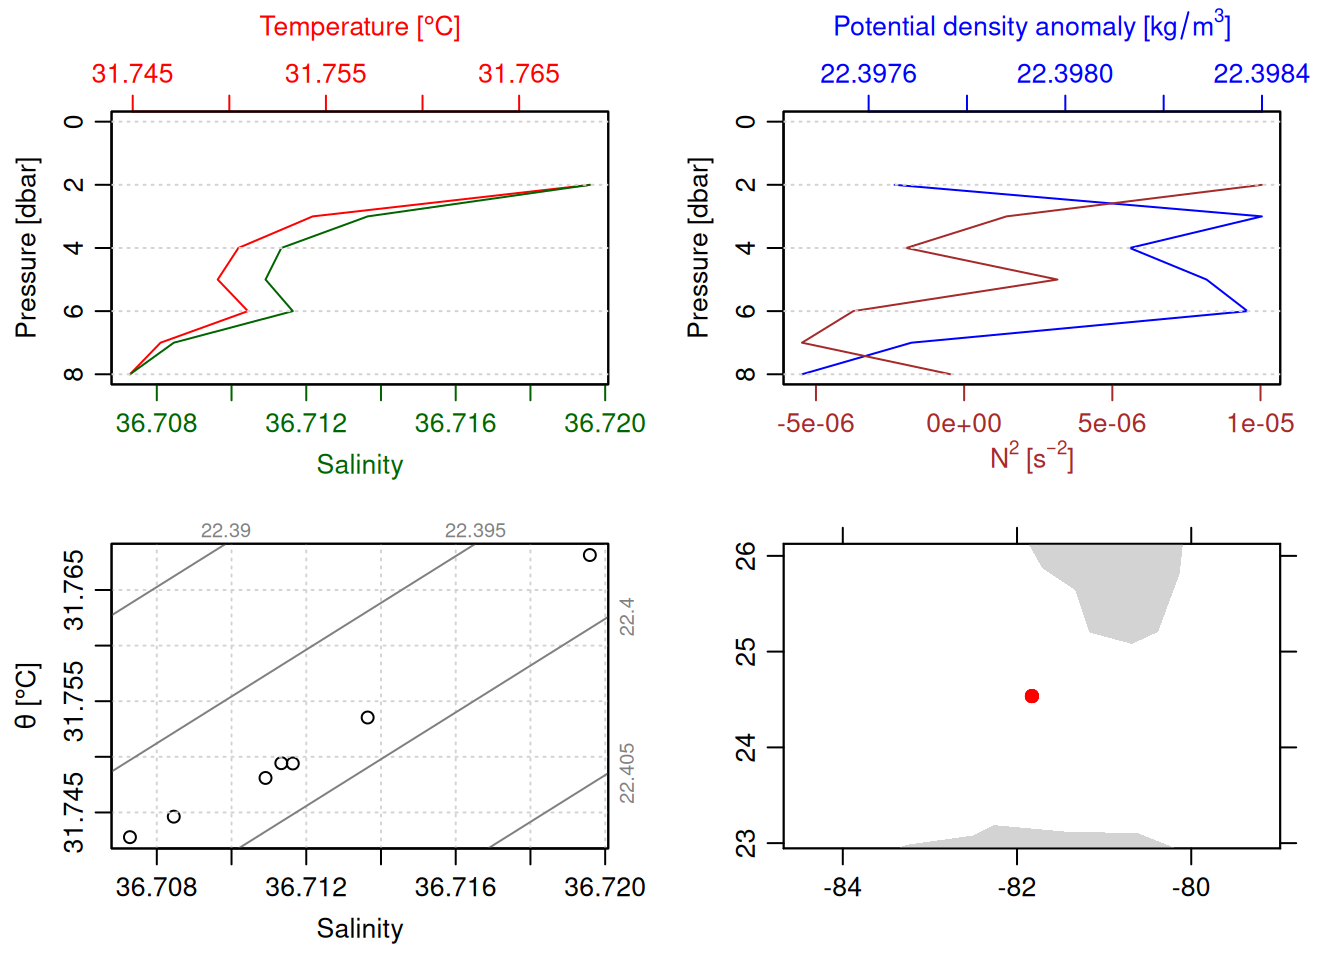 Temperature [°C]
31.745 31.755 31.765
0
2
4
6
8
Pressure [dbar]
36.708 36.712 36.716 36.720
Salinity
Potential density anomaly [kg/m³]
22.3976 22.3980 22.3984
0
2
4
6
8
Pressure [dbar]
-5e-06 0e+00 5e-06 1e-05
N² [s⁻²]
22.39 22.395
22.4
22.405
31.765
31.755
31.745
θ [°C]
36.708 36.712 36.716 36.720
Salinity
26
25
24
23
-84 -82 -80